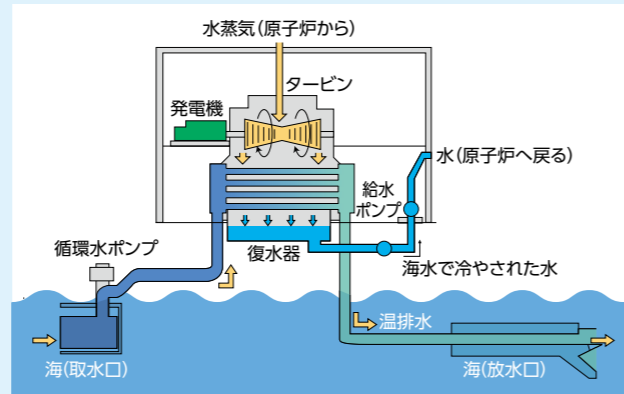 水蒸気(原子炉から)
タービン
発電機
水(原子炉へ戻る)
給水
ポンプ
循環水ポンプ
復水器
海水で冷やされた水
温排水
海(取水口)
海(放水口)